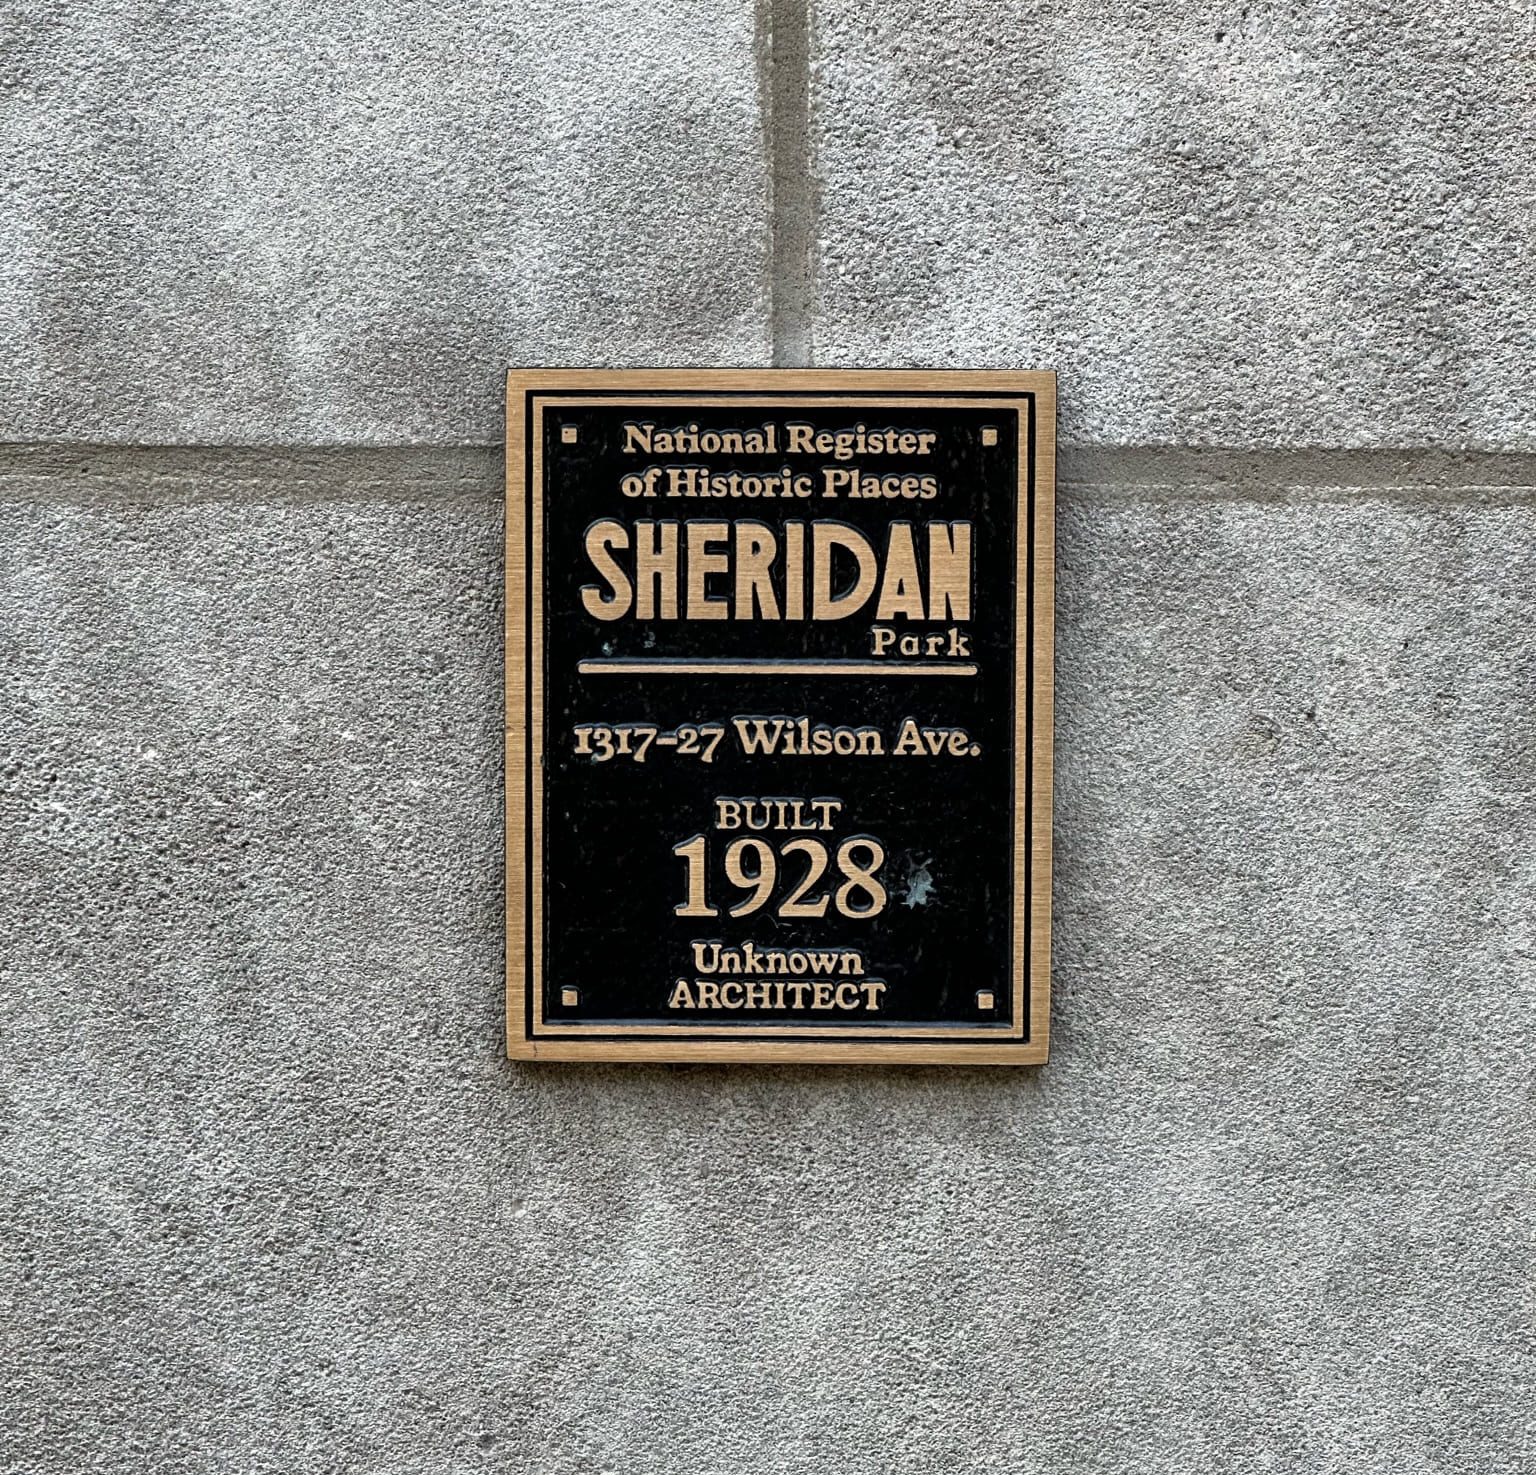 National Register
of Historic Places
SHERIDAN
Park
1317–27 Wilson Ave.
BUILT
1928
Unknown
ARCHITECT